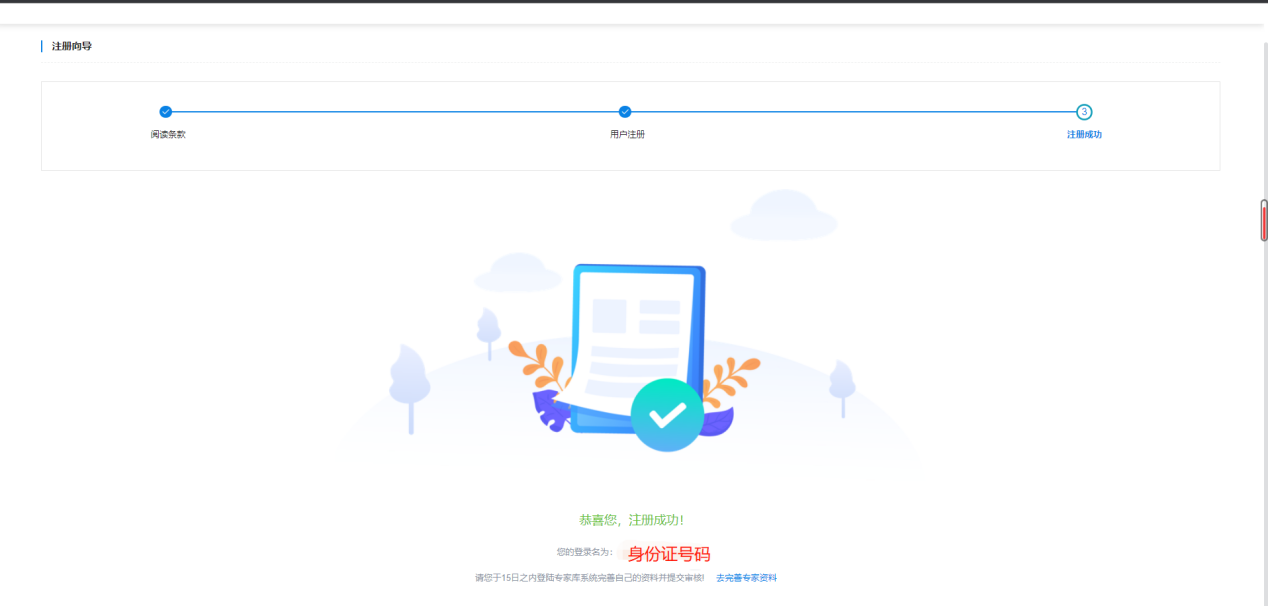 注册向导
阅读条款
用户注册
3
注册成功
恭喜您，注册成功！
您的登录名为： 身份证号码
请您于15日之内登陆专家库系统完善自己的资料并提交审核! 去完善专家资料